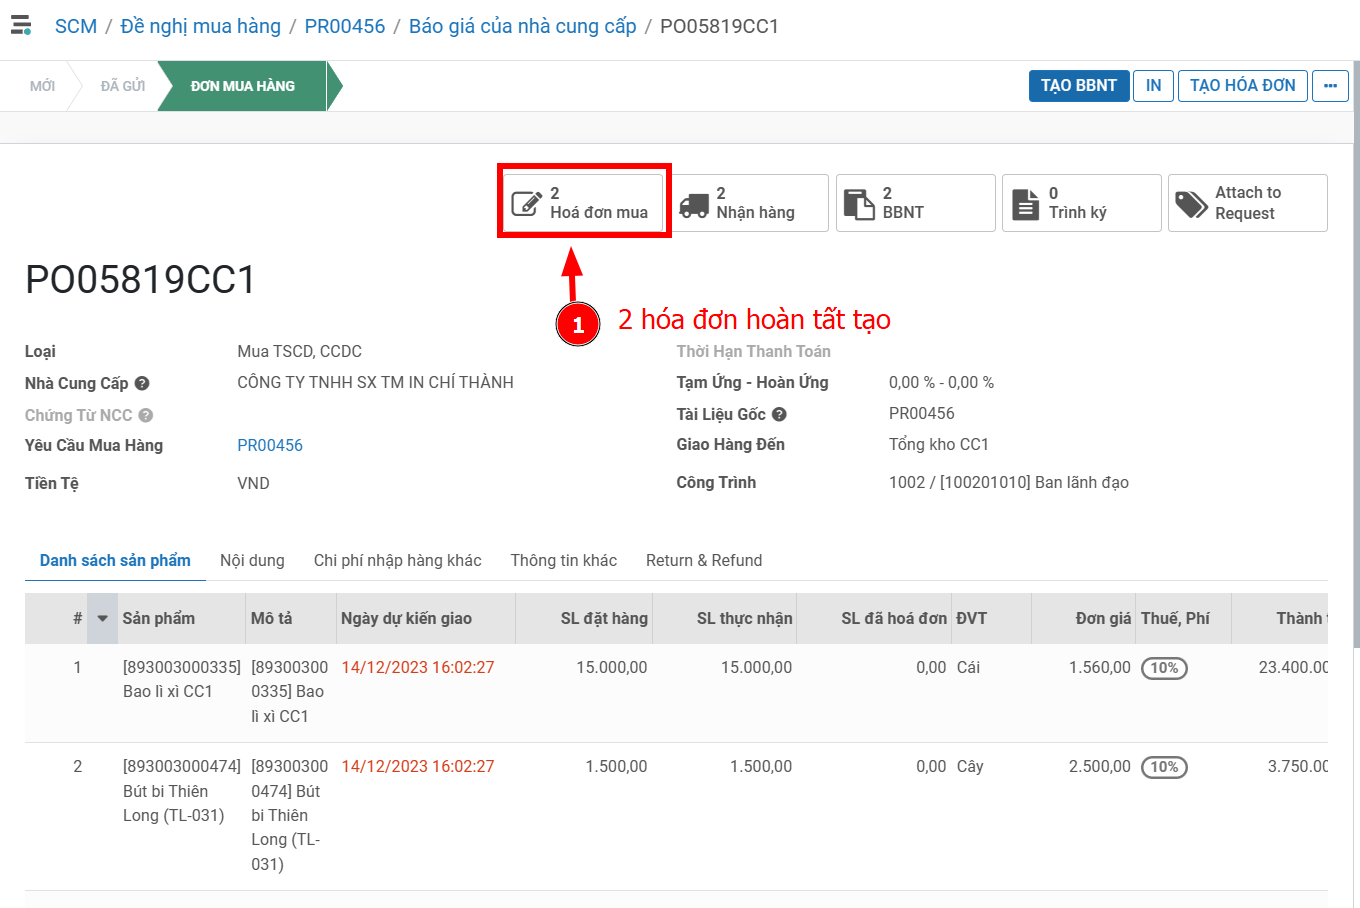 SCM / Đề nghị mua hàng / PR00456 / Báo giá của nhà cung cấp / PO05819CC1
MỚI ĐÃ GỬI ĐƠN MUA HÀNG TẠO BBNT IN TẠO HÓA ĐƠN ...
2 Hoá đơn mua
2 Nhận hàng
2 BBNT
0 Trình ký
Attach to Request
PO05819CC1
1 2 hóa đơn hoàn tất tạo
Loại Mua TSCD, CCDC
Nhà Cung Cấp ? CÔNG TY TNHH SX TM IN CHÍ THÀNH
Chứng Từ NCC ?
Yêu Cầu Mua Hàng PR00456
Tiền Tệ VND
Thời Hạn Thanh Toán
Tạm Ứng - Hoàn Ứng 0,00 % - 0,00 %
Tài Liệu Gốc ? PR00456
Giao Hàng Đến Tổng kho CC1
Công Trình 1002 / [100201010] Ban lãnh đạo
Danh sách sản phẩm Nội dung Chi phí nhập hàng khác Thông tin khác Return & Refund
# Sản phẩm Mô tả Ngày dự kiến giao SL đặt hàng SL thực nhận SL đã hoá đơn ĐVT Đơn giá Thuế, Phí Thành
1 [893003000335] [89300300 14/12/2023 16:02:27 15.000,00 15.000,00 0,00 Cái 1.560,00 10% 23.400.00
Bao lì xì CC1 0335] Bao
lì xì CC1
2 [893003000474] [89300300 14/12/2023 16:02:27 1.500,00 1.500,00 0,00 Cây 2.500,00 10% 3.750.00
Bút bi Thiên 0474] Bút
Long (TL-031) bi Thiên
Long (TL-
031)